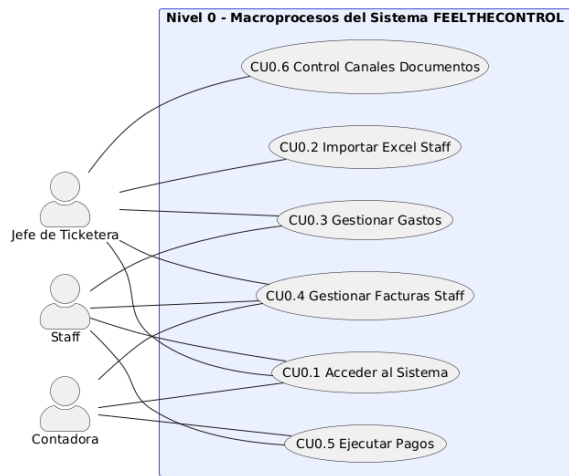 Nivel 0 - Macroprocesos del Sistema FEELTHECONTROL
CU0.6 Control Canales Documentos
CU0.2 Importar Excel Staff
CU0.3 Gestionar Gastos
Jefe de Ticketera
CU0.4 Gestionar Facturas Staff
Staff
CU0.1 Acceder al Sistema
Contadora
CU0.5 Ejecutar Pagos